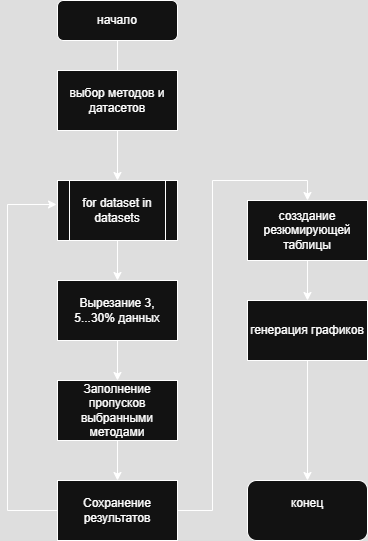 начало
выбор методов и
датасетов
for dataset in
datasets
Вырезание 3,
5...30% данных
Заполнение
пропусков
выбранными
методами
Сохранение
результатов
созздание
резюмирующей
таблицы
генерация графиков
конец